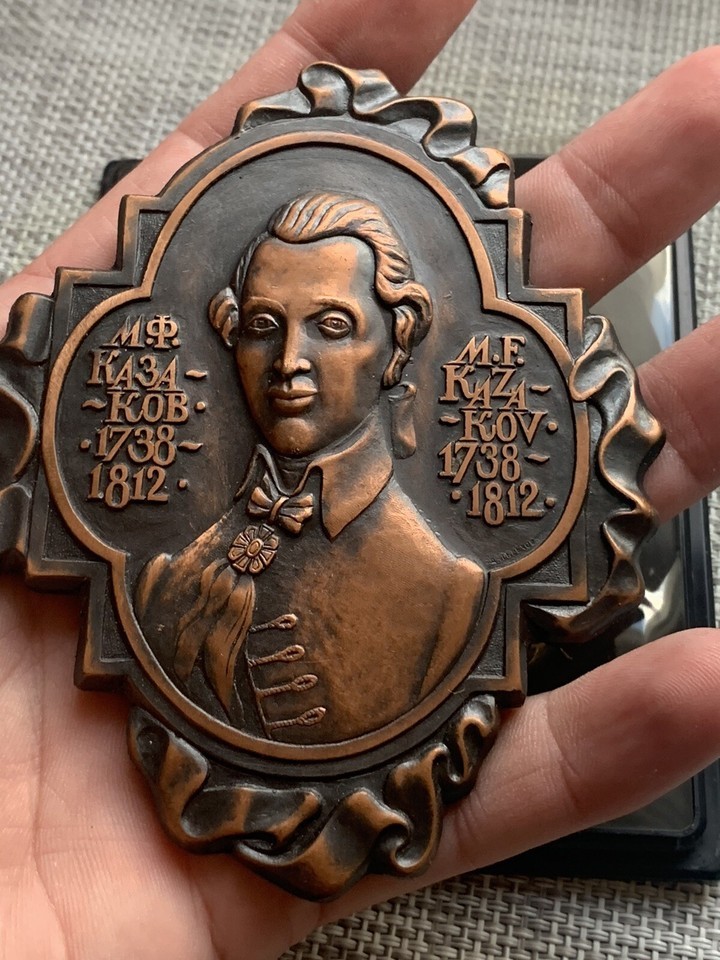 М.Ф.
КАЗА~
~КОВ·
·1738~
1812·
M.F.
KAZA~
~KOV·
1738~
·1812·